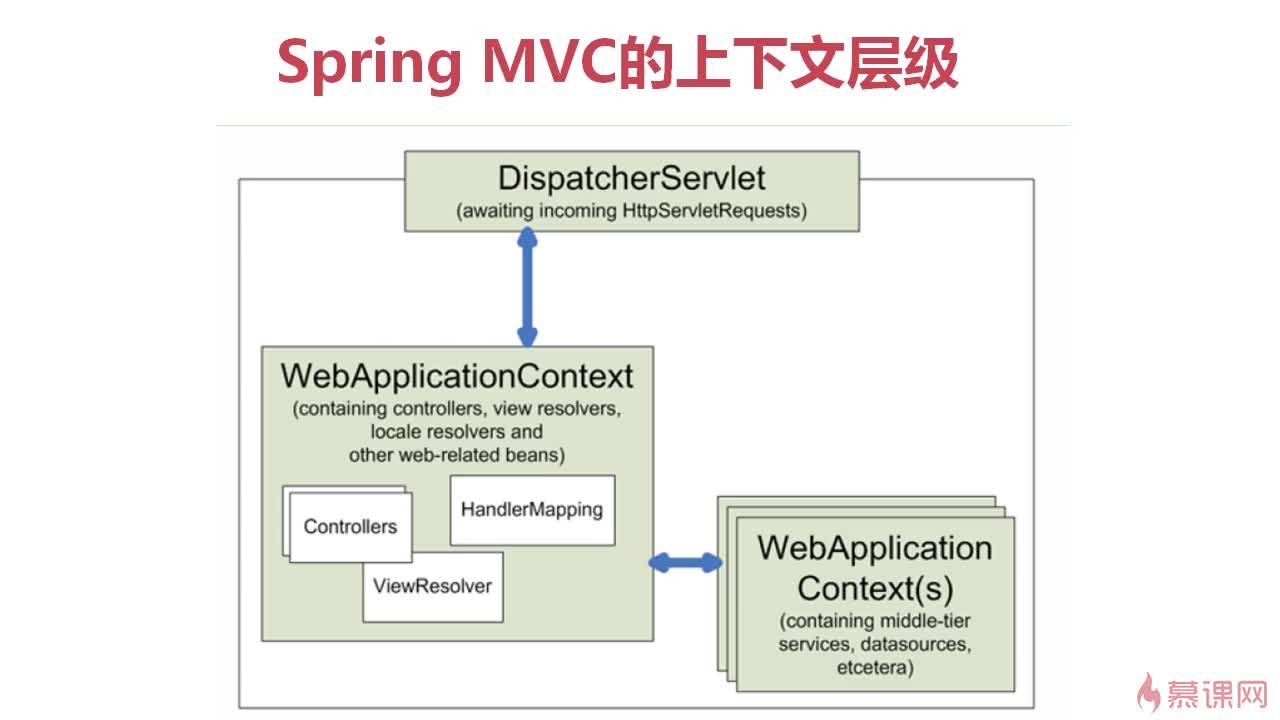 Spring MVC的上下文层级
DispatcherServlet
(awaiting incoming HttpServletRequests)
WebApplicationContext
(containing controllers, view resolvers,
locale resolvers and
other web-related beans)
Controllers
HandlerMapping
ViewResolver
WebApplication
Context(s)
(containing middle-tier
services, datasources,
etcetera)
慕课网